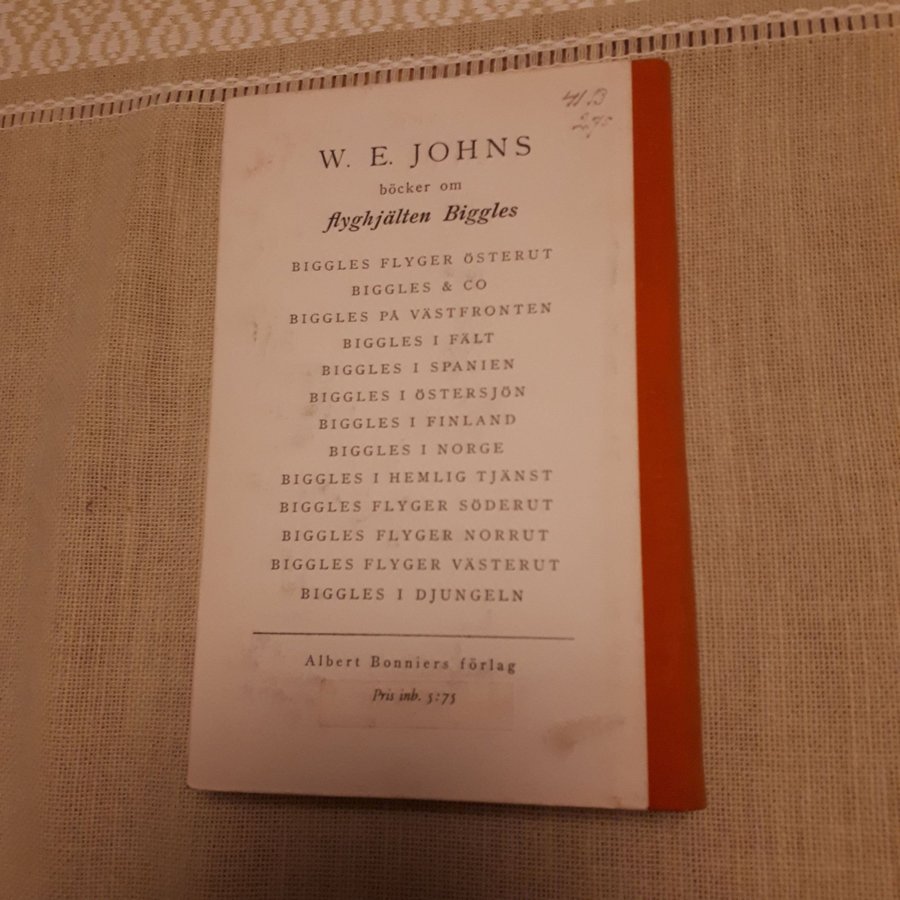 W. E. JOHNS
böcker om
flyghjälten Biggles
BIGGLES FLYGER ÖSTERUT
BIGGLES & CO
BIGGLES PÅ VÄSTFRONTEN
BIGGLES I FÄLT
BIGGLES I SPANIEN
BIGGLES I ÖSTERSJÖN
BIGGLES I FINLAND
BIGGLES I NORGE
BIGGLES I HEMLIG TJÄNST
BIGGLES FLYGER SÖDERUT
BIGGLES FLYGER NORRUT
BIGGLES FLYGER VÄSTERUT
BIGGLES I DJUNGELN
Albert Bonniers förlag
Pris inb. 5:75